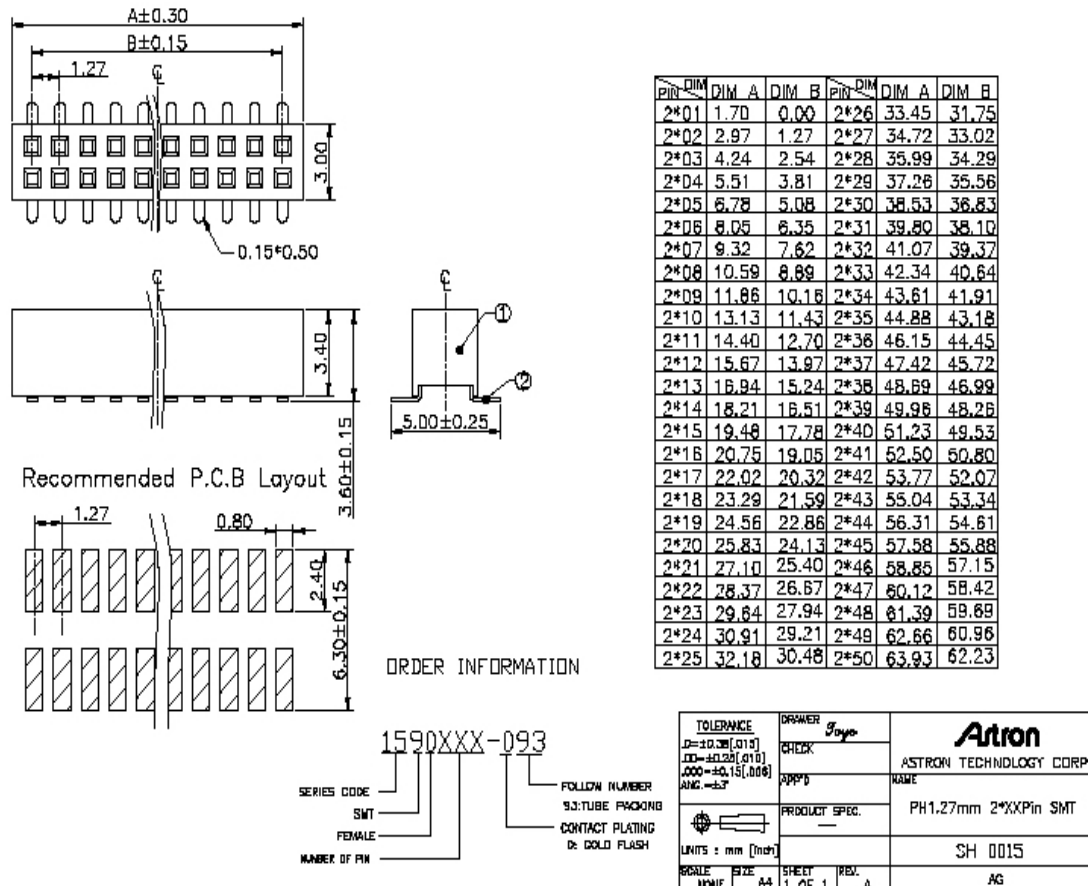 A±0.30
B±0.15
1.27
℄
3.00
0.15*0.50
℄
℄
①
3.40
②
5.00±0.25
3.60±0.15
Recommended P.C.B Layout
1.27
0.80
2.40
6.30±0.15
ORDER INFORMATION
1590XXX-093
SERIES CODE
SMT
FEMALE
NUMBER OF PIN
FOLLOW NUMBER
93:TUBE PACKING
CONTACT PLATING
0: GOLD FLASH
PIN DIM DIM A DIM B PIN DIM DIM A DIM B
2*01 1.70 0.00 2*26 33.45 31.75
2*02 2.97 1.27 2*27 34.72 33.02
2*03 4.24 2.54 2*28 35.99 34.29
2*04 5.51 3.81 2*29 37.26 35.56
2*05 6.78 5.08 2*30 38.53 36.83
2*06 8.05 6.35 2*31 39.80 38.10
2*07 9.32 7.62 2*32 41.07 39.37
2*08 10.59 8.89 2*33 42.34 40.64
2*09 11.86 10.16 2*34 43.61 41.91
2*10 13.13 11.43 2*35 44.88 43.18
2*11 14.40 12.70 2*36 46.15 44.45
2*12 15.67 13.97 2*37 47.42 45.72
2*13 16.94 15.24 2*38 48.69 46.99
2*14 18.21 16.51 2*39 49.96 48.26
2*15 19.48 17.78 2*40 51.23 49.53
2*16 20.75 19.05 2*41 52.50 50.80
2*17 22.02 20.32 2*42 53.77 52.07
2*18 23.29 21.59 2*43 55.04 53.34
2*19 24.56 22.86 2*44 56.31 54.61
2*20 25.83 24.13 2*45 57.58 55.88
2*21 27.10 25.40 2*46 58.85 57.15
2*22 28.37 26.67 2*47 60.12 58.42
2*23 29.64 27.94 2*48 61.39 59.69
2*24 30.91 29.21 2*49 62.66 60.96
2*25 32.18 30.48 2*50 63.93 62.23
TOLERANCE
.0=±0.38[.015]
.00=±0.25[.010]
.000=±0.15[.006]
ANG.=±3°
UNITS : mm [inch]
SCALE NONE
SIZE A4
DRAWER
CHECK
APP'D
PRODUCT SPEC.
—
SHEET 1 OF 1
REV. A
Astron
ASTRON TECHNOLOGY CORP
NAME
PH1.27mm 2*XXPin SMT
SH 0015
AG